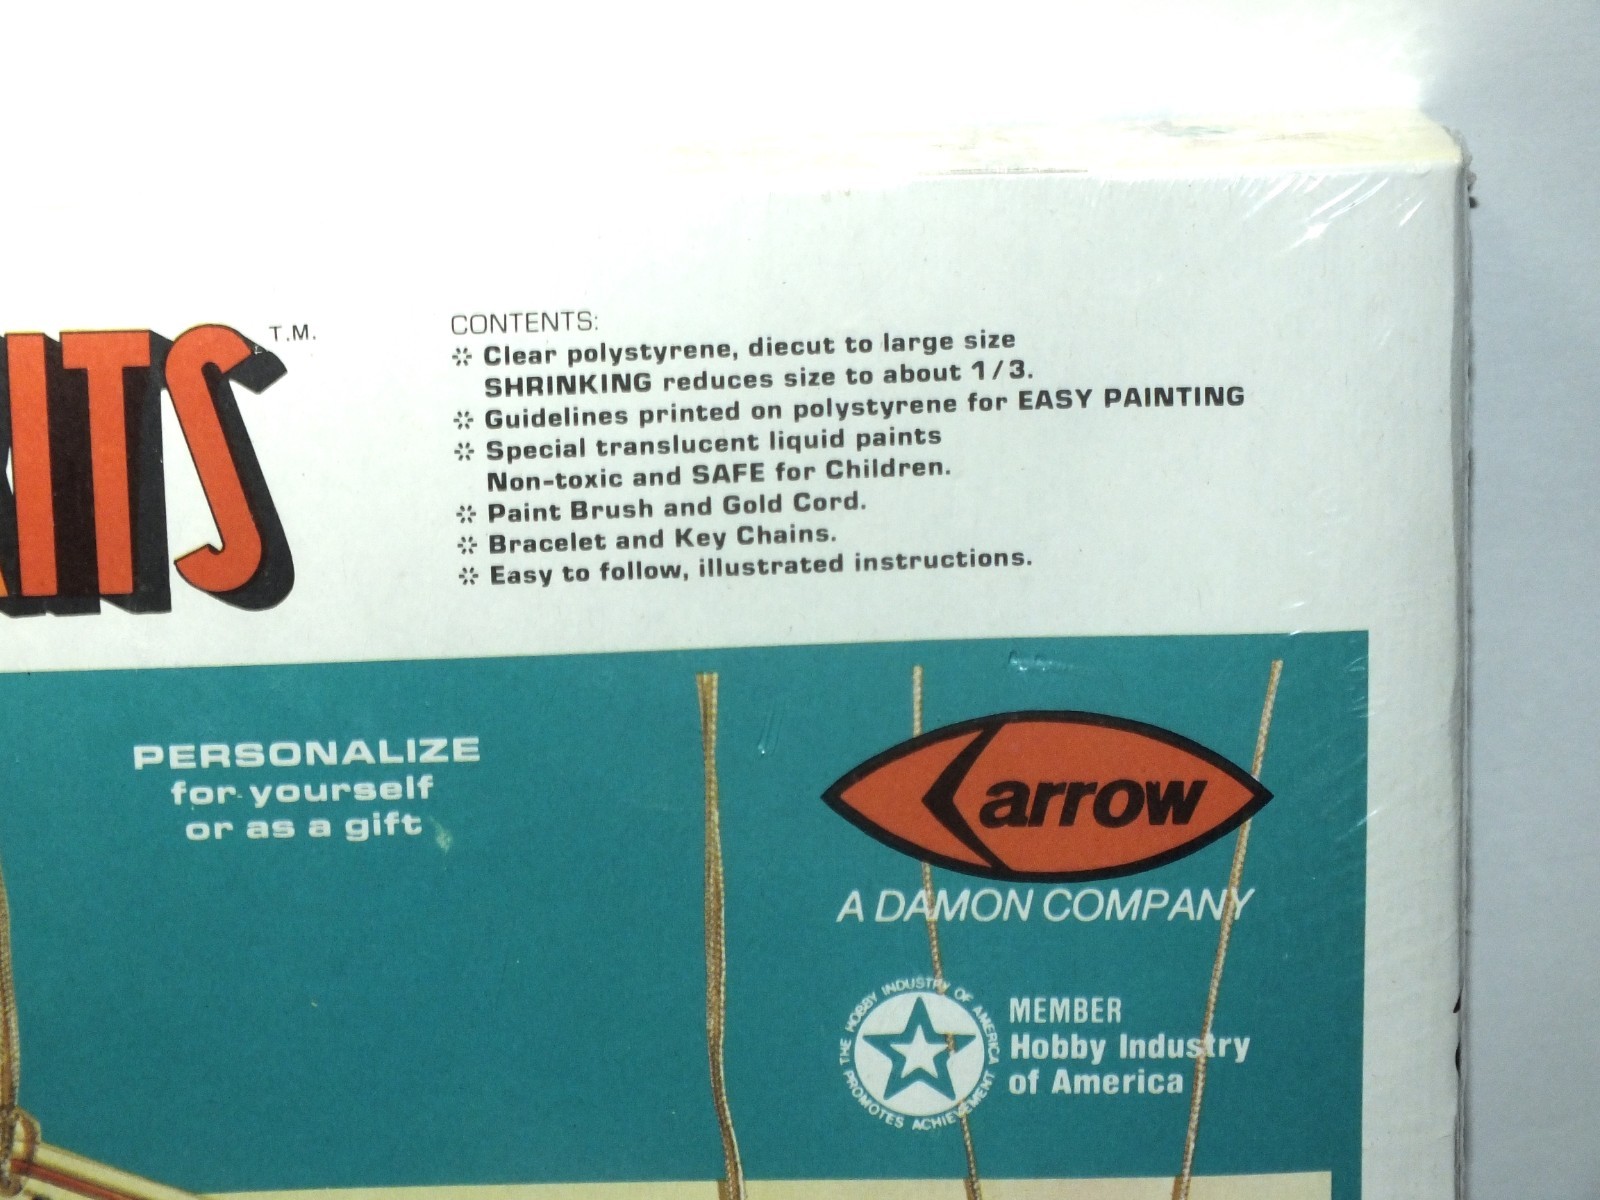 ITS T.M.
CONTENTS:
Clear polystyrene, diecut to large size
SHRINKING reduces size to about 1/3.
Guidelines printed on polystyrene for EASY PAINTING
Special translucent liquid paints
Non-toxic and SAFE for Children.
Paint Brush and Gold Cord.
Bracelet and Key Chains.
Easy to follow, illustrated instructions.
PERSONALIZE
for yourself
or as a gift
arrow
A DAMON COMPANY
THE HOBBY INDUSTRY OF AMERICA
PROMOTES ACHIEVEMENT
MEMBER
Hobby Industry
of America